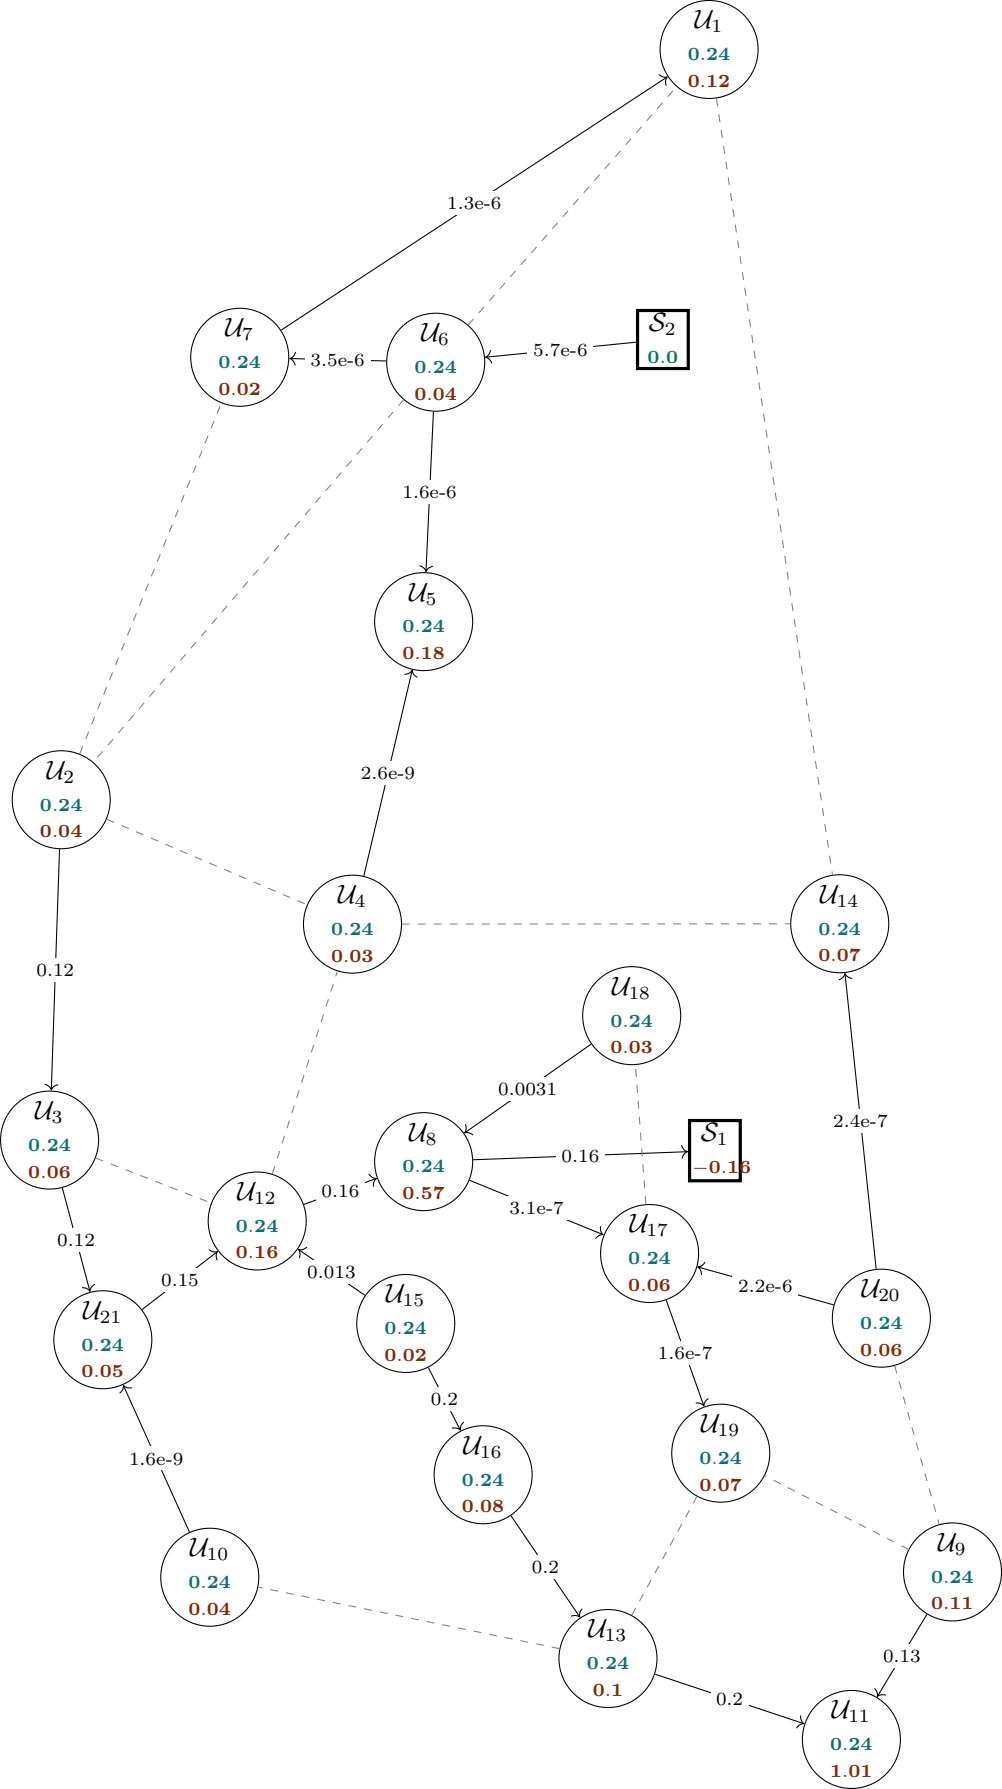 𝒰1
0.24
0.12
1.3e-6
𝒰7
0.24
0.02
3.5e-6
𝒰6
0.24
0.04
5.7e-6
𝒮2
0.0
1.6e-6
𝒰5
0.24
0.18
2.6e-9
𝒰2
0.24
0.04
𝒰4
0.24
0.03
𝒰14
0.24
0.07
0.12
𝒰18
0.24
0.03
0.0031
2.4e-7
𝒰3
0.24
0.06
𝒰8
0.24
0.57
0.16
𝒮1
−0.16
𝒰12
0.24
0.16
0.16
3.1e-7
𝒰17
0.24
0.06
0.12
0.15
0.013
2.2e-6
𝒰20
0.24
0.06
𝒰21
0.24
0.05
𝒰15
0.24
0.02
1.6e-7
0.2
𝒰19
0.24
0.07
1.6e-9
𝒰16
0.24
0.08
𝒰10
0.24
0.04
0.2
𝒰9
0.24
0.11
𝒰13
0.24
0.1
0.13
0.2
𝒰11
0.24
1.01